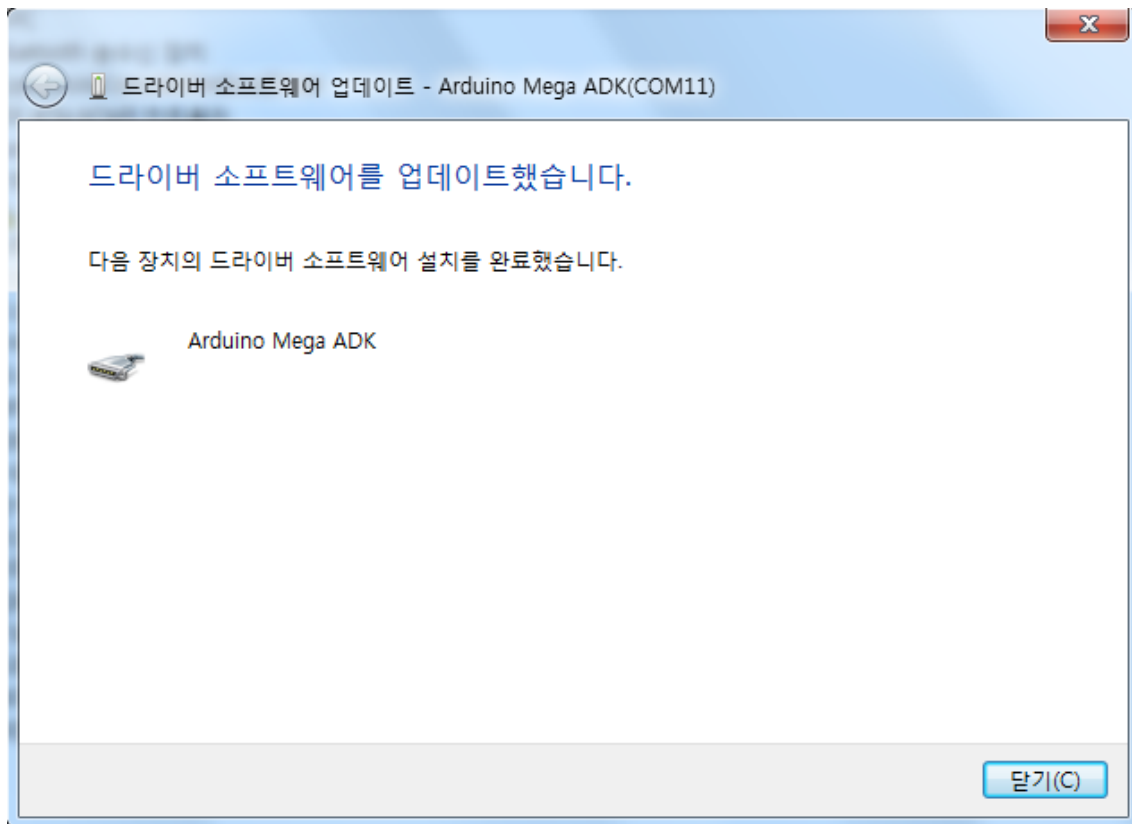 드라이버 소프트웨어 업데이트 - Arduino Mega ADK(COM11)
드라이버 소프트웨어를 업데이트했습니다.
다음 장치의 드라이버 소프트웨어 설치를 완료했습니다.
Arduino Mega ADK
닫기(C)